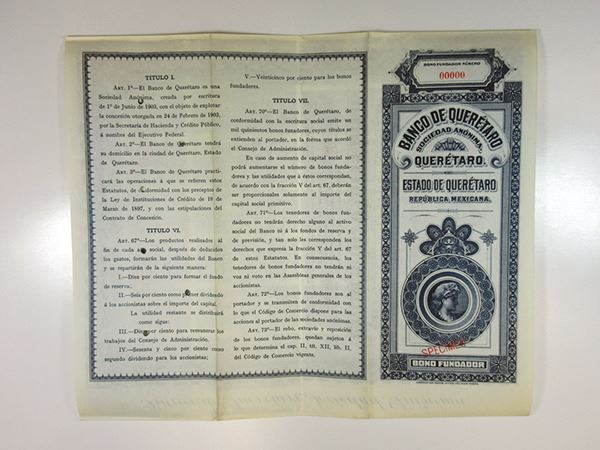 TITULO I.
ART. 1º—El Banco de Querétaro es una
Sociedad Anónima, creada por escritura
de 1º de Junio de 1903, con el objeto de explotar
la concesión otorgada en 24 de Febrero de 1903,
por la Secretaría de Hacienda y Crédito Público,
á nombre del Ejecutivo Federal.
ART. 2º—El Banco de Querétaro tendrá
su domicilio en la ciudad de Querétaro, Estado
de Querétaro.
ART. 3º—El Banco de Querétaro practi-
cará las operaciones á que se refieren estos
Estatutos, de conformidad con los preceptos de
la Ley de Instituciones de Crédito de 19 de
Marzo de 1897, y con las estipulaciones del
Contrato de Concesión.
TITULO VI.
ART. 67º—Los productos realizados al
fin de cada año social, después de deducidos
los gastos, formarán las utilidades del Banco
y se repartirán de la siguiente manera:
I.—Diez por ciento para formar el fondo
de reserva;
II.—Seis por ciento como primer dividendo
á los accionistas sobre el importe del capital,
La utilidad restante se distribuirá
como sigue:
III.—Diez por ciento para remunerar los
trabajos del Consejo de Administración.
IV.—Sesenta y cinco por ciento como
segundo dividendo para los accionistas;
V.—Veinticinco por ciento para los bonos
fundadores.
TITULO VII.
ART. 70º—El Banco de Querétaro, de
conformidad con la escritura social emite un
mil quinientos bonos fundadores, cuyos títulos se
extienden al portador, en la forma que acordó
el Consejo de Administración.
En caso de aumento de capital social no
podrá aumentarse el número de bonos fundado-
res y las utilidades que á éstos correspondan,
de acuerdo con la fracción V del art. 67, deberán
ser proporcionales solamente al importe del
capital social primitivo.
ART. 71º—Los tenedores de bonos fun-
dadores no tendrán derecho alguno al activo
social del Banco ni á los fondos de reserva y
de previsión, y tan solo les corresponden los
derechos que expresa la fracción V del art. 67
de estos Estatutos. En consecuencia, los
tenedores de bonos fundadores no tendrán ni
voz ni voto en las Asambleas generales de los
accionistas.
ART. 72º—Los bonos fundadores son al
portador y se transmiten de conformidad con
lo que el Código de Comercio dispone para las
acciones al portador de las sociedades anónimas.
ART. 73º—El robo, extravío y reposición
de los bonos fundadores, quedan sujetos á
lo que determina el cap. II, tít. XII, lib. II.
del Código de Comercio vigente.
BONO FUNDADOR NÚMERO
00000
BANCO DE QUERÉTARO
SOCIEDAD ANÓNIMA.
QUERÉTARO.
ESTADO DE QUERÉTARO
REPÚBLICA MEXICANA.
SPECIMEN
BONO FUNDADOR